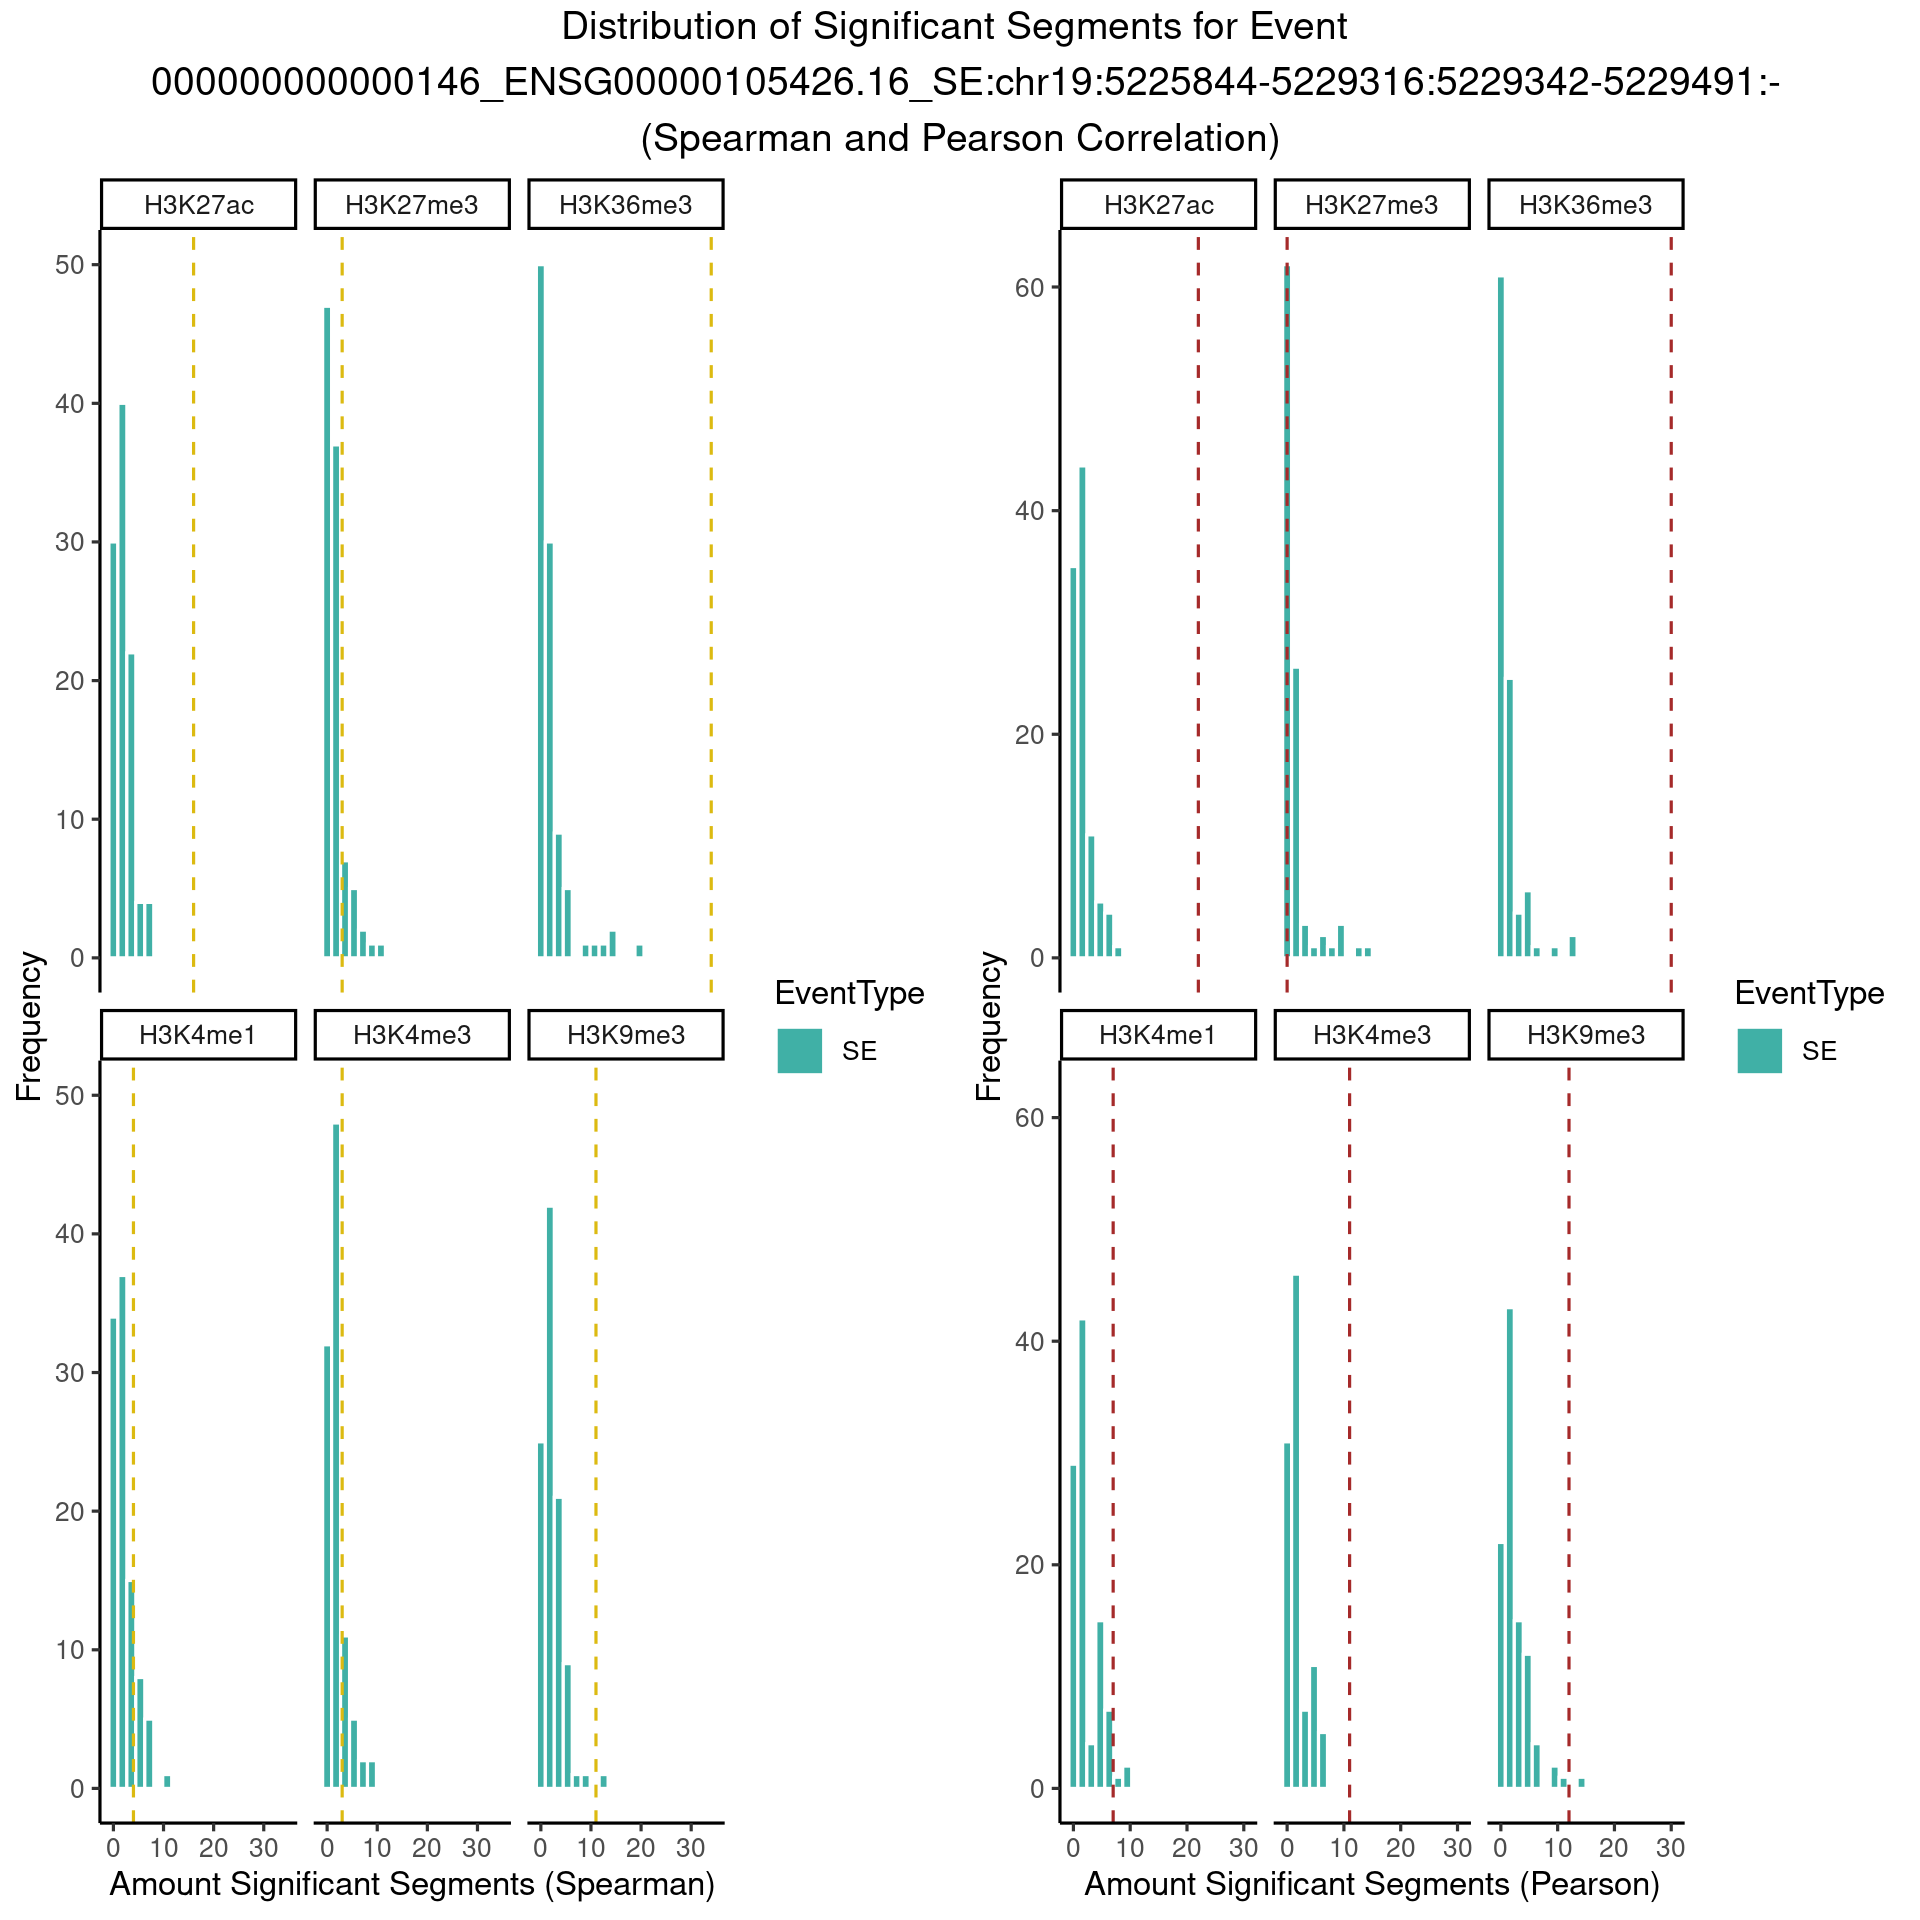 Distribution of Significant Segments for Event
000000000000146_ENSG00000105426.16_SE:chr19:5225844-5229316:5229342-5229491:-
(Spearman and Pearson Correlation)
H3K27ac H3K27me3 H3K36me3
50
40
30
20
10
0
H3K4me1 H3K4me3 H3K9me3
50
40
30
20
10
0
0 10 20 30 0 10 20 30 0 10 20 30
Frequency
Amount Significant Segments (Spearman)
EventType
SE
H3K27ac H3K27me3 H3K36me3
60
40
20
0
H3K4me1 H3K4me3 H3K9me3
60
40
20
0
0 10 20 30 0 10 20 30 0 10 20 30
Frequency
Amount Significant Segments (Pearson)
EventType
SE